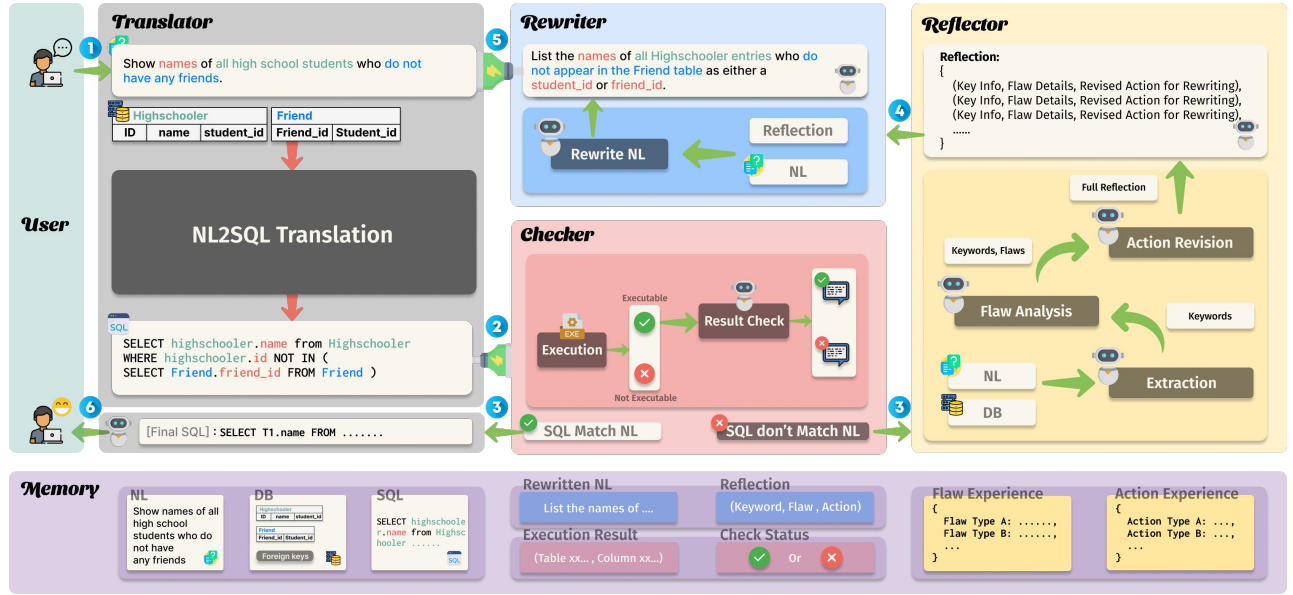 User
Translator
1
Show names of all high school students who do not
have any friends.
Highschooler
ID name student_id
Friend
Friend_id Student_id
NL2SQL Translation
SQL
SELECT highschooler.name from Highschooler
WHERE highschooler.id NOT IN (
SELECT Friend.friend_id FROM Friend )
2
6
[Final SQL] : SELECT T1.name FROM .......
3
5
Rewriter
List the names of all Highschooler entries who do
not appear in the Friend table as either a
student_id or friend_id.
Rewrite NL
Reflection
NL
4
Checker
Execution
EXE
Executable
Not Executable
Result Check
SQL Match NL
SQL don't Match NL
3
Reflector
Reflection:
{
(Key Info, Flaw Details, Revised Action for Rewriting),
(Key Info, Flaw Details, Revised Action for Rewriting),
......
}
Full Reflection
Action Revision
Keywords, Flaws
Flaw Analysis
Keywords
NL
DB
Extraction
Memory
NL
Show names of
all high school
students who do
not have
any friends
DB
Highschooler
ID name student_id
Friend
Friend_id Student_id
Foreign keys
SQL
SELECT highschoole
r.name from Highsc
hooler ......
SQL
Rewritten NL
List the names of ....
Reflection
(Keyword, Flaw , Action)
Execution Result
(Table xx... , Column xx...)
Check Status
Or
Flaw Experience
{
Flaw Type A: ......,
Flaw Type B: ......,
...
}
Action Experience
{
Action Type A: ...,
Action Type B: ...,
...
}